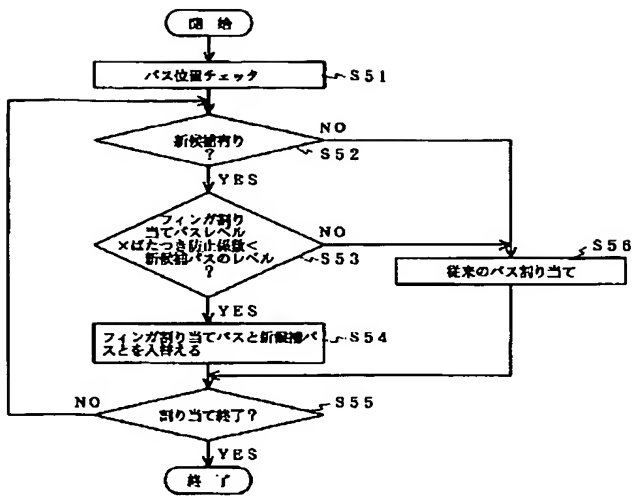 開始
パス位置チェック
S51
新候補有り
?
NO
S52
YES
フィンガ割り
当てパスレベル
×ばたつき防止係数<
新候補パスのレベル
?
NO
S53
S56
従来のパス割り当て
YES
フィンガ割り当てパスと新候補パ
スとを入替える
S54
NO
割り当て終了?
S55
YES
終了